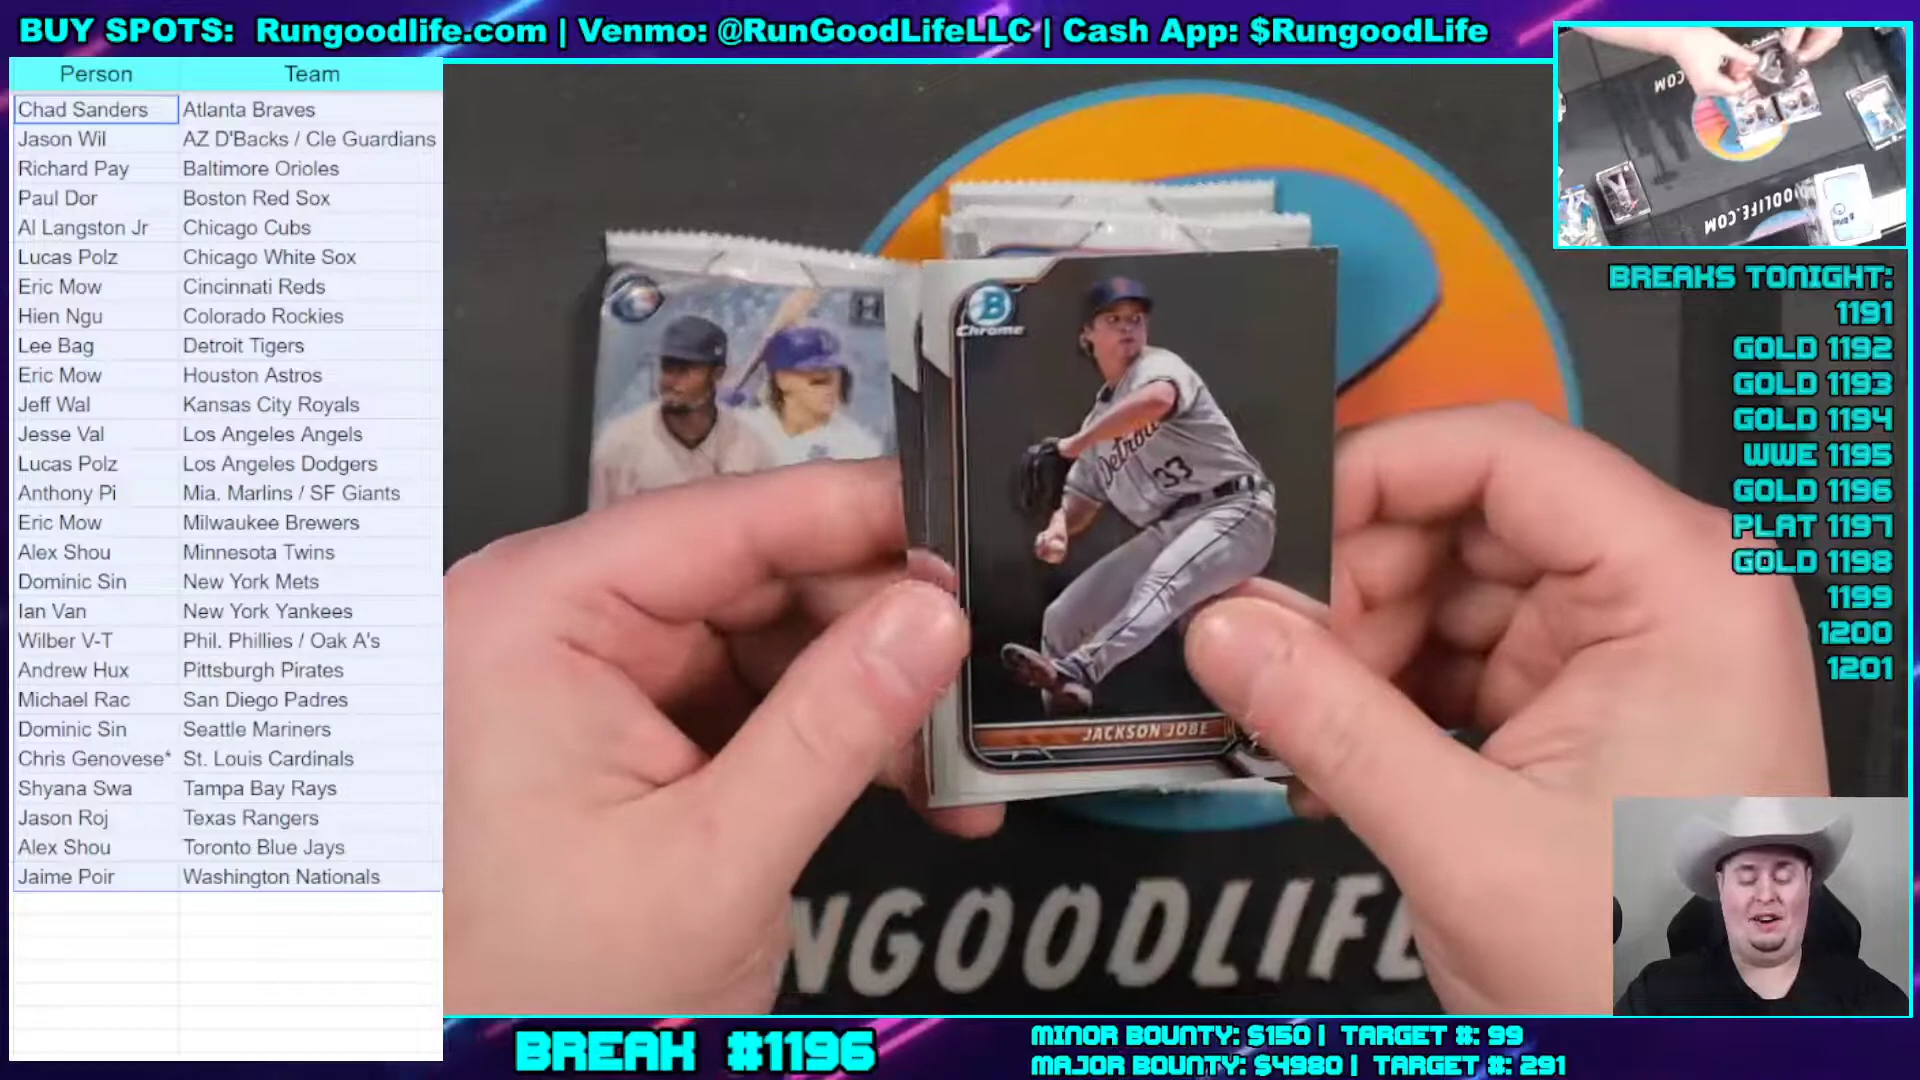 BUY SPOTS: Rungoodlife.com | Venmo: @RunGoodLifeLLC | Cash App: $RungoodLife
Person Team
Chad Sanders Atlanta Braves
Jason Wil AZ D'Backs / Cle Guardians
Richard Pay Baltimore Orioles
Paul Dor Boston Red Sox
Al Langston Jr Chicago Cubs
Lucas Polz Chicago White Sox
Eric Mow Cincinnati Reds
Hien Ngu Colorado Rockies
Lee Bag Detroit Tigers
Eric Mow Houston Astros
Jeff Wal Kansas City Royals
Jesse Val Los Angeles Angels
Lucas Polz Los Angeles Dodgers
Anthony Pi Mia. Marlins / SF Giants
Eric Mow Milwaukee Brewers
Alex Shou Minnesota Twins
Dominic Sin New York Mets
Ian Van New York Yankees
Wilber V-T Phil. Phillies / Oak A's
Andrew Hux Pittsburgh Pirates
Michael Rac San Diego Padres
Dominic Sin Seattle Mariners
Chris Genovese* St. Louis Cardinals
Shyana Swa Tampa Bay Rays
Jason Roj Texas Rangers
Alex Shou Toronto Blue Jays
Jaime Poir Washington Nationals
B
Chrome
Detroit
33
JACKSON JOBE
NGOODLIFE
.COM
OODLIFE.COM
BREAKS TONIGHT:
1191
GOLD 1192
GOLD 1193
GOLD 1194
WWE 1195
GOLD 1196
PLAT 1197
GOLD 1198
1199
1200
1201
BREAK #1196
MINOR BOUNTY: $150 | TARGET #: 99
MAJOR BOUNTY: $4980 | TARGET #: 291